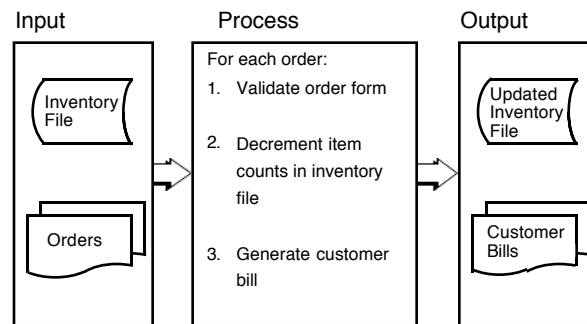 Input
Process
Output
Inventory
File
Orders
For each order:
1. Validate order form
2. Decrement item
counts in inventory
file
3. Generate customer
bill
Updated
Inventory
File
Customer
Bills